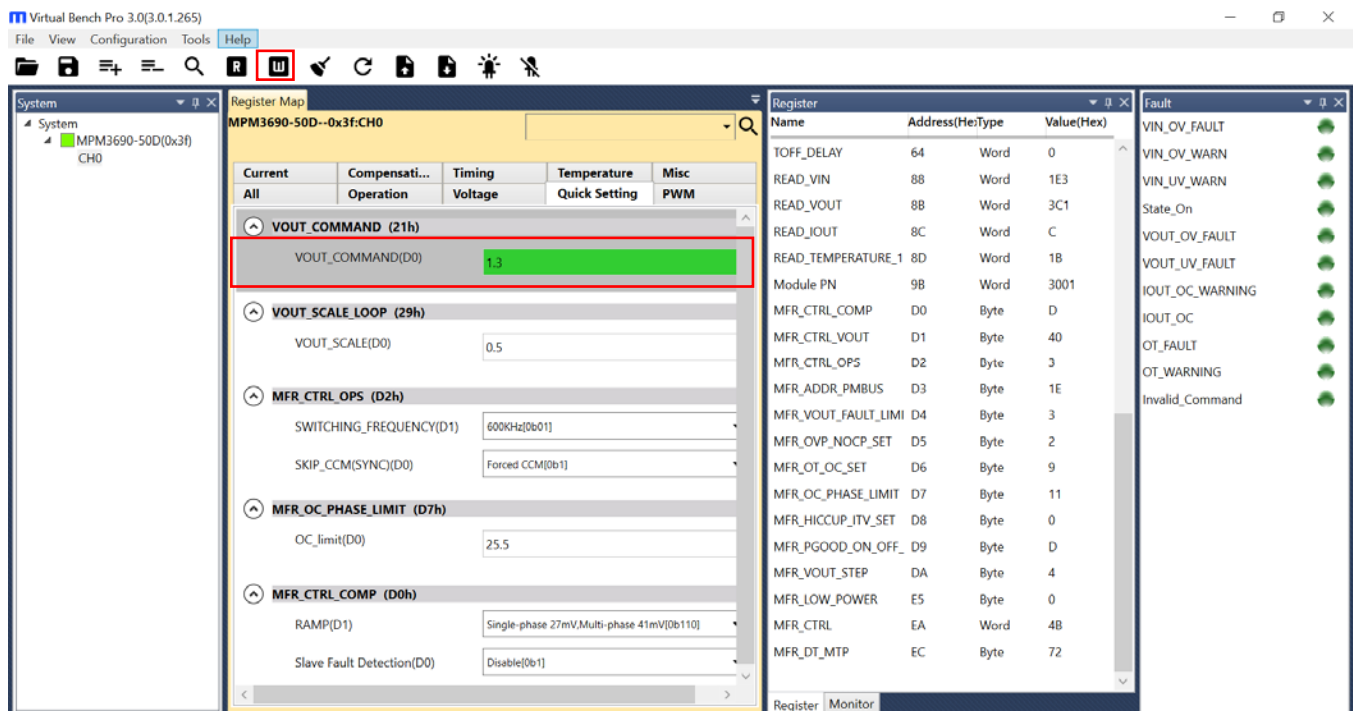 Virtual Bench Pro 3.0(3.0.1.265)
File View Configuration Tools Help
R W
System
System
MPM3690-50D(0x3f)
CH0
Register Map
MPM3690-50D--0x3f:CH0
Current Compensati... Timing Temperature Misc
All Operation Voltage Quick Setting PWM
VOUT_COMMAND (21h)
VOUT_COMMAND(D0) 1.3
VOUT_SCALE_LOOP (29h)
VOUT_SCALE(D0) 0.5
MFR_CTRL_OPS (D2h)
SWITCHING_FREQUENCY(D1) 600KHz[0b01]
SKIP_CCM(SYNC)(D0) Forced CCM[0b1]
MFR_OC_PHASE_LIMIT (D7h)
OC_limit(D0) 25.5
MFR_CTRL_COMP (D0h)
RAMP(D1) Single-phase 27mV,Multi-phase 41mV[0b110]
Slave Fault Detection(D0) Disable[0b1]
Register
Name Address(He: Type Value(Hex)
TOFF_DELAY 64 Word 0
READ_VIN 88 Word 1E3
READ_VOUT 8B Word 3C1
READ_IOUT 8C Word C
READ_TEMPERATURE_1 8D Word 1B
Module PN 9B Word 3001
MFR_CTRL_COMP D0 Byte D
MFR_CTRL_VOUT D1 Byte 40
MFR_CTRL_OPS D2 Byte 3
MFR_ADDR_PMBUS D3 Byte 1E
MFR_VOUT_FAULT_LIMI D4 Byte 3
MFR_OVP_NOCP_SET D5 Byte 2
MFR_OT_OC_SET D6 Byte 9
MFR_OC_PHASE_LIMIT D7 Byte 11
MFR_HICCUP_ITV_SET D8 Byte 0
MFR_PGOOD_ON_OFF_ D9 Byte D
MFR_VOUT_STEP DA Byte 4
MFR_LOW_POWER E5 Byte 0
MFR_CTRL EA Word 4B
MFR_DT_MTP EC Byte 72
Register Monitor
Fault
VIN_OV_FAULT
VIN_OV_WARN
VIN_UV_WARN
State_On
VOUT_OV_FAULT
VOUT_UV_FAULT
IOUT_OC_WARNING
IOUT_OC
OT_FAULT
OT_WARNING
Invalid_Command